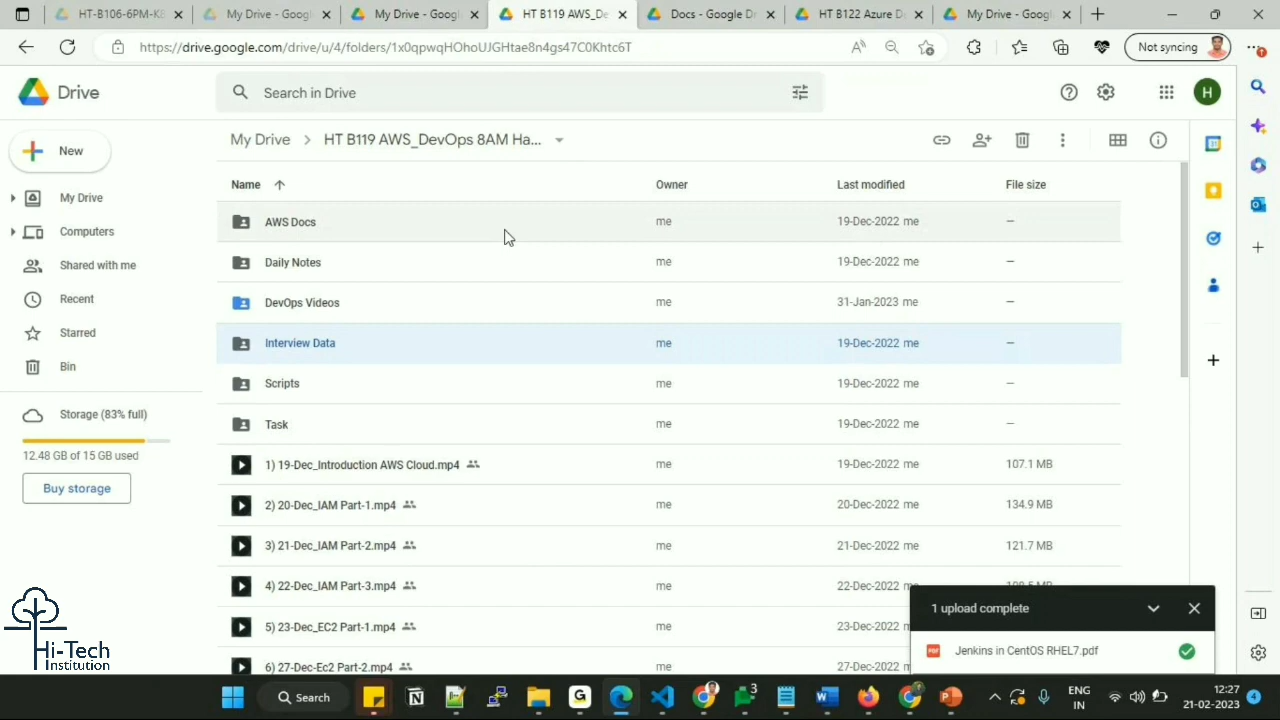 HT-B106-6PM-K8
My Drive - Google
My Drive - Google
HT B119 AWS_De
Docs - Google Dr
HT B122 Azure D
My Drive - Google
https://drive.google.com/drive/u/4/folders/1x0qpwqHOhoUJGHtae8n4gs47C0Khtc6T
Not syncing
Drive
Search in Drive
H
New
My Drive
Computers
Shared with me
Recent
Starred
Bin
Storage (83% full)
12.48 GB of 15 GB used
Buy storage
My Drive > HT B119 AWS_DevOps 8AM Ha...
Name Owner Last modified File size
AWS Docs me 19-Dec-2022 me –
Daily Notes me 19-Dec-2022 me –
DevOps Videos me 31-Jan-2023 me –
Interview Data me 19-Dec-2022 me –
Scripts me 19-Dec-2022 me –
Task me 19-Dec-2022 me –
1) 19-Dec_Introduction AWS Cloud.mp4 me 19-Dec-2022 me 107.1 MB
2) 20-Dec_IAM Part-1.mp4 me 20-Dec-2022 me 134.9 MB
3) 21-Dec_IAM Part-2.mp4 me 21-Dec-2022 me 121.7 MB
4) 22-Dec_IAM Part-3.mp4 me 22-Dec-2022 me MB
5) 23-Dec_EC2 Part-1.mp4 me 23-Dec-2022
6) 27-Dec-Ec2 Part-2.mp4 me 27-Dec-2022
1 upload complete
PDF Jenkins in CentOS RHEL7.pdf
Hi-Tech
Institution
Search
3
ENG
IN
12:27
21-02-2023
4